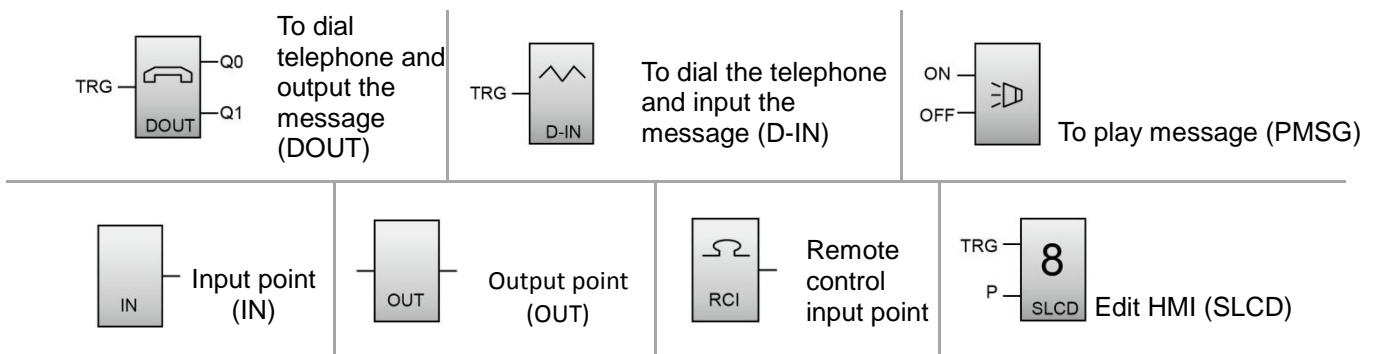 TRG
Q0
Q1
DOUT
To dial
telephone and
output the
message
(DOUT)
TRG
D-IN
To dial the telephone
and input the
message (D-IN)
ON
OFF
To play message (PMSG)
IN
Input point
(IN)
OUT
Output point
(OUT)
RCI
Remote
control
input point
TRG
P
8
SLCD
Edit HMI (SLCD)